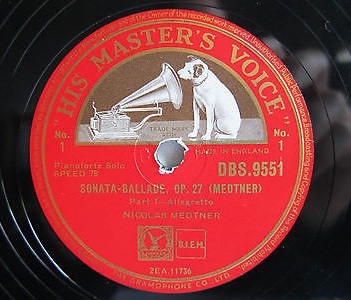 "HIS MASTER'S VOICE"
TRADE MARK
REGD.
No. 1
No. 1
MADE IN ENGLAND
Pianoforte Solo
SPEED 78
DBS.9551
SONATA-BALLADE, OP. 27 (MEDTNER)
Part 1—Allegretto
NICOLAS MEDTNER
B.I.E.M.
2EA.11736
THE GRAMOPHONE CO. LTD.